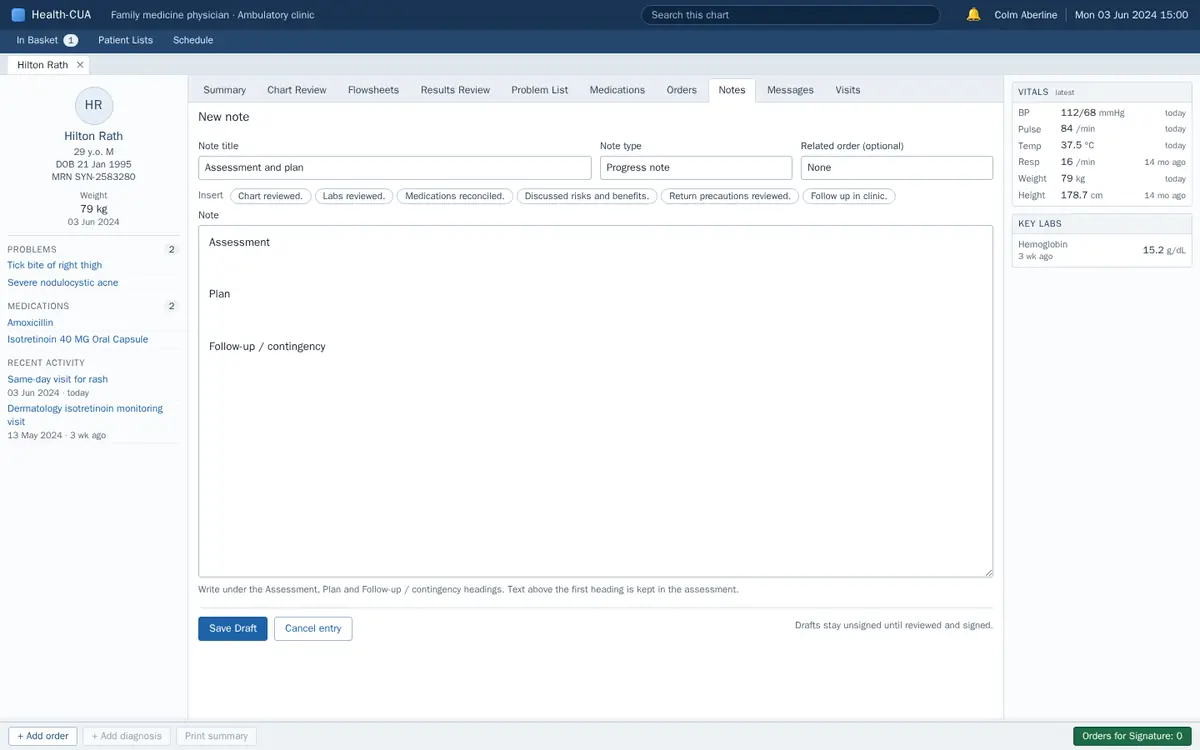 Health-CUA Family medicine physician · Ambulatory clinic Search this chart Colm Aberline Mon 03 Jun 2024 15:00
In Basket 1 Patient Lists Schedule
Hilton Rath ✕
HR
Hilton Rath
29 y.o. M
DOB 21 Jan 1995
MRN SYN-2583280
Weight
79 kg
03 Jun 2024
PROBLEMS 2
Tick bite of right thigh
Severe nodulocystic acne
MEDICATIONS 2
Amoxicillin
Isotretinoin 40 MG Oral Capsule
RECENT ACTIVITY
Same-day visit for rash
03 Jun 2024 · today
Dermatology isotretinoin monitoring
visit
13 May 2024 · 3 wk ago
Summary Chart Review Flowsheets Results Review Problem List Medications Orders Notes Messages Visits
New note
Note title Note type Related order (optional)
Assessment and plan Progress note None
Insert Chart reviewed. Labs reviewed. Medications reconciled. Discussed risks and benefits. Return precautions reviewed. Follow up in clinic.
Note
Assessment
Plan
Follow-up / contingency
Write under the Assessment, Plan and Follow-up / contingency headings. Text above the first heading is kept in the assessment.
Save Draft Cancel entry Drafts stay unsigned until reviewed and signed.
VITALS latest
BP 112/68 mmHg today
Pulse 84 /min today
Temp 37.5 °C today
Resp 16 /min 14 mo ago
Weight 79 kg today
Height 178.7 cm 14 mo ago
KEY LABS
Hemoglobin 15.2 g/dL
3 wk ago
+ Add order + Add diagnosis Print summary Orders for Signature: 0